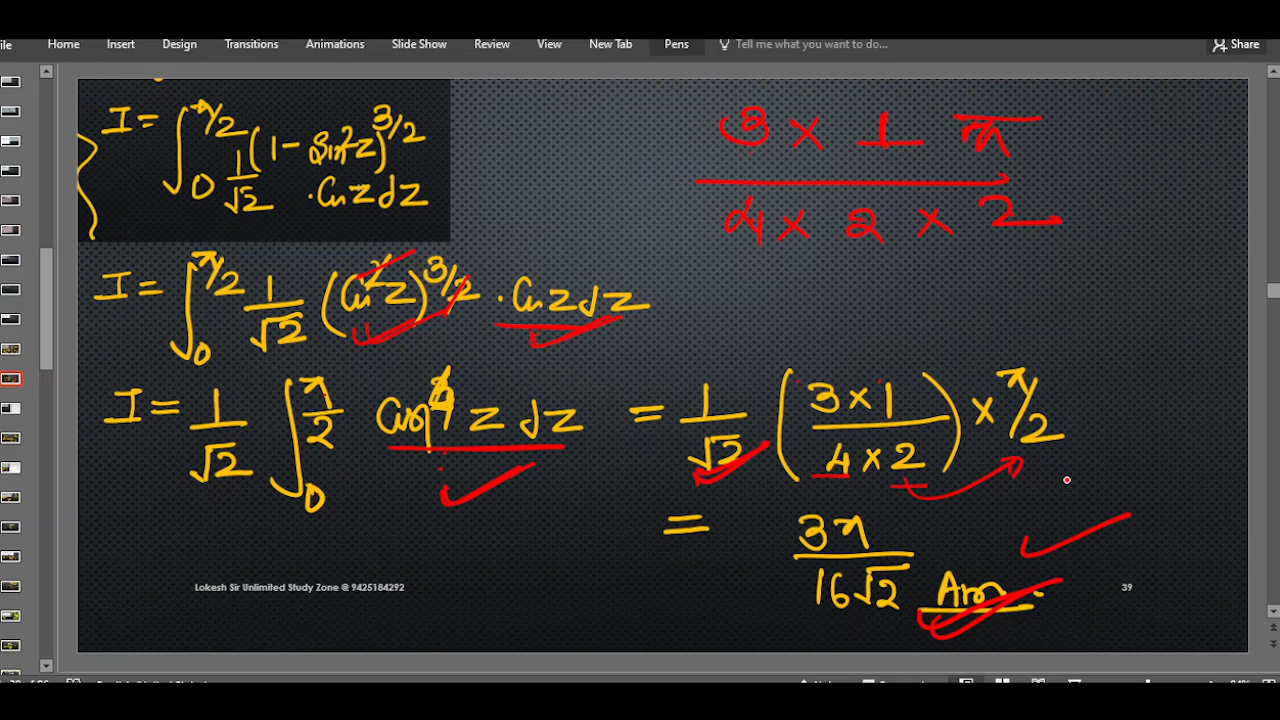 File Home Insert Design Transitions Animations Slide Show Review View New Tab Pens Tell me what you want to do... Share
I = ∫₀^π/2 1/√2 (1 - Sin²z)^3/2
. Cosz dz
3 × 1 π
4 × 2 × 2
I = ∫₀^π/2 1/√2 (Cos²z)^3/2 . Cosz dz
I = 1/√2 ∫₀^π/2 Cos⁴ z dz = 1/√2 (3×1 / 4×2) × π/2
= 3π / 16√2 Ans.
Lokesh Sir Unlimited Study Zone @ 9425184292
39